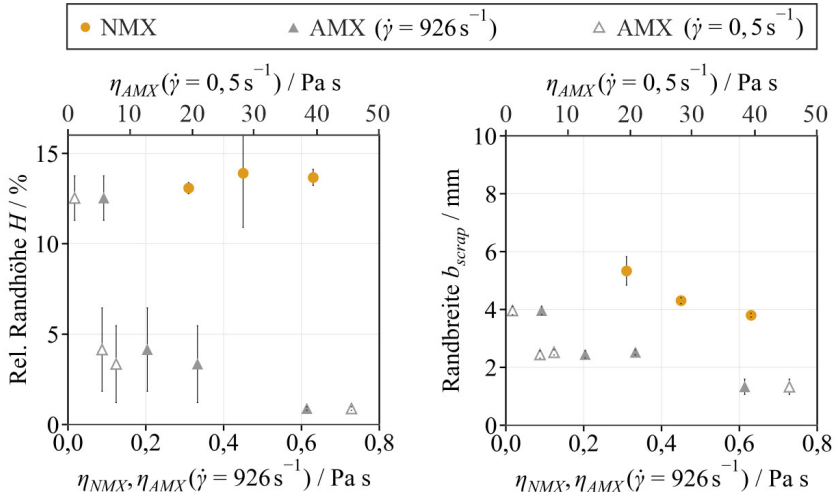 NMX
AMX (γ̇ = 926 s⁻¹)
AMX (γ̇ = 0,5 s⁻¹)
η_AMX(γ̇ = 0,5 s⁻¹) / Pa s
0 10 20 30 40 50
Rel. Randhöhe H / %
15
10
5
0
0,0 0,2 0,4 0,6 0,8
η_NMX, η_AMX(γ̇ = 926 s⁻¹) / Pa s
η_AMX(γ̇ = 0,5 s⁻¹) / Pa s
0 10 20 30 40 50
Randbreite b_scrap / mm
10
8
6
4
2
0
0,0 0,2 0,4 0,6 0,8
η_NMX, η_AMX(γ̇ = 926 s⁻¹) / Pa s